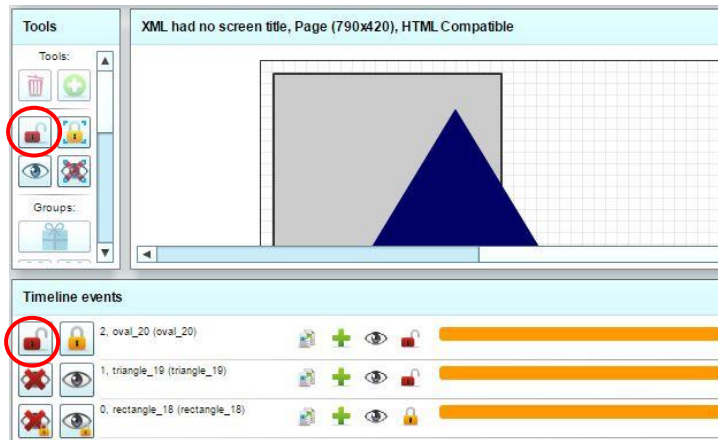 Tools
XML had no screen title, Page (790x420), HTML Compatible
Tools:
Groups:
Timeline events
2, oval_20 (oval_20)
1, triangle_19 (triangle_19)
0, rectangle_18 (rectangle_18)